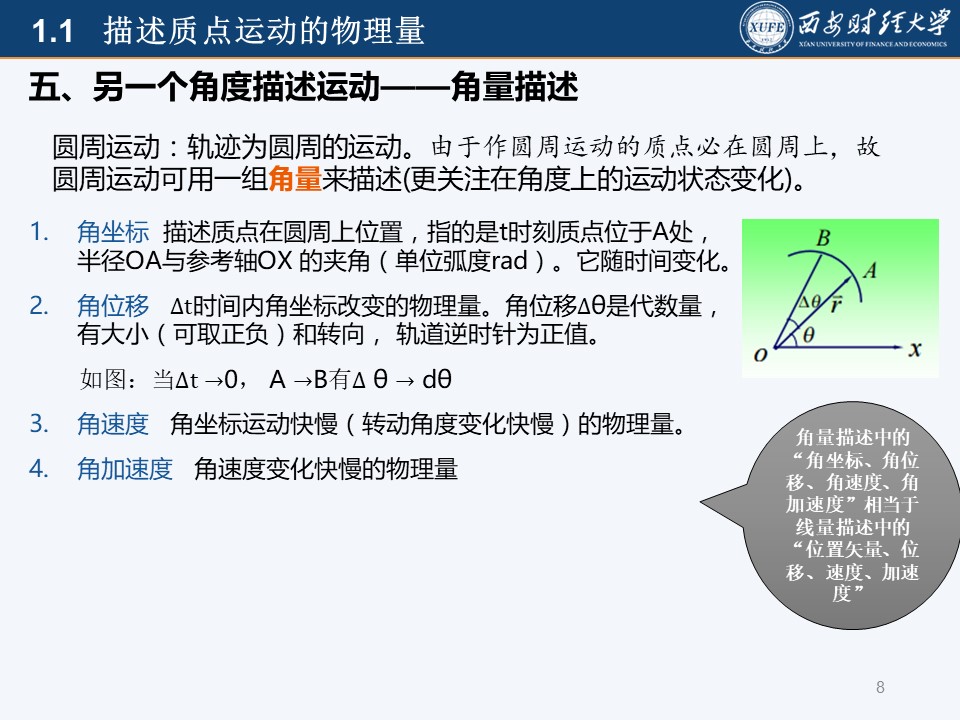 1.1 描述质点运动的物理量
西安财经大学
XI'AN UNIVERSITY OF FINANCE AND ECONOMICS
XUFE
五、另一个角度描述运动——角量描述
圆周运动：轨迹为圆周的运动。由于作圆周运动的质点必在圆周上，故
圆周运动可用一组角量来描述(更关注在角度上的运动状态变化)。
1. 角坐标 描述质点在圆周上位置，指的是t时刻质点位于A处，
半径OA与参考轴OX 的夹角（单位弧度rad）。它随时间变化。
2. 角位移 Δt时间内角坐标改变的物理量。角位移Δθ是代数量，
有大小（可取正负）和转向， 轨道逆时针为正值。
如图：当Δt →0， A →B有Δ θ → dθ
3. 角速度 角坐标运动快慢（转动角度变化快慢）的物理量。
4. 角加速度 角速度变化快慢的物理量
B
A
Δθ
r⃗
θ
O
x
角量描述中的
“角坐标、角位
移、角速度、角
加速度”相当于
线量描述中的
“位置矢量、位
移、速度、加速
度”
8